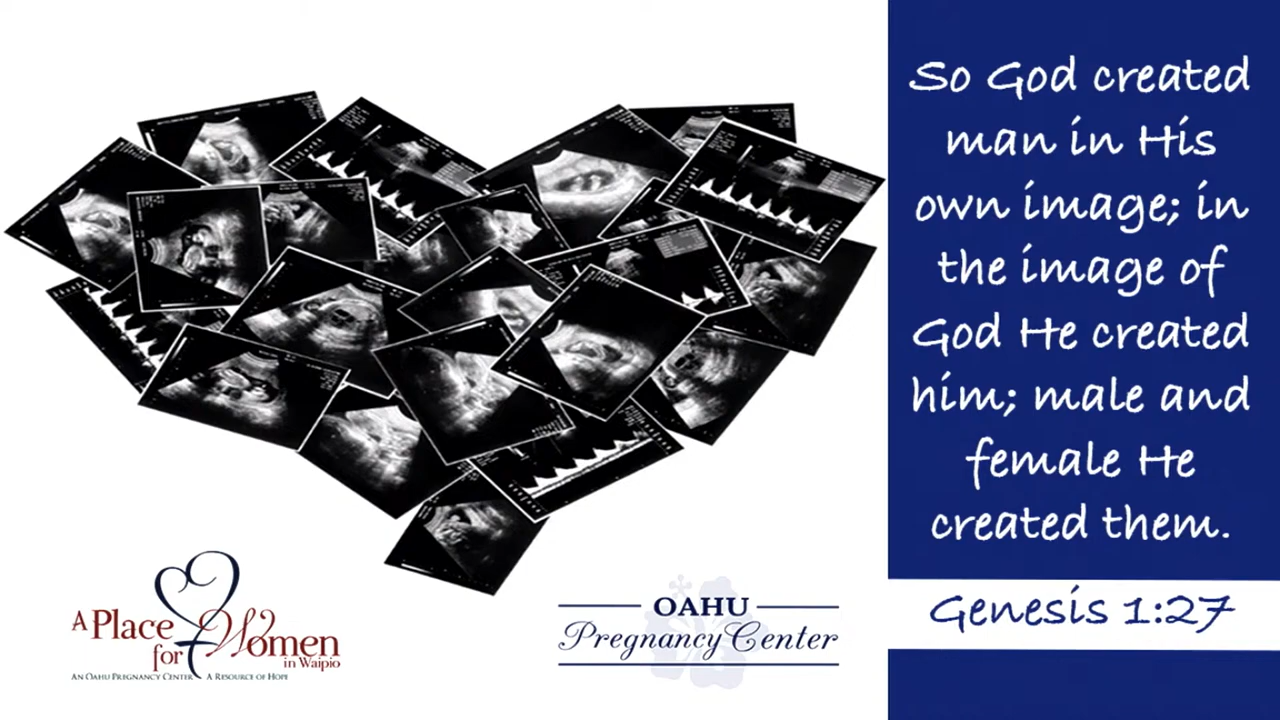 So God created
man in His
own image; in
the image of
God He created
him; male and
female He
created them.
Genesis 1:27
A Place
for Women
in Waipio
AN OAHU PREGNANCY CENTER A RESOURCE OF HOPE
OAHU
Pregnancy Center